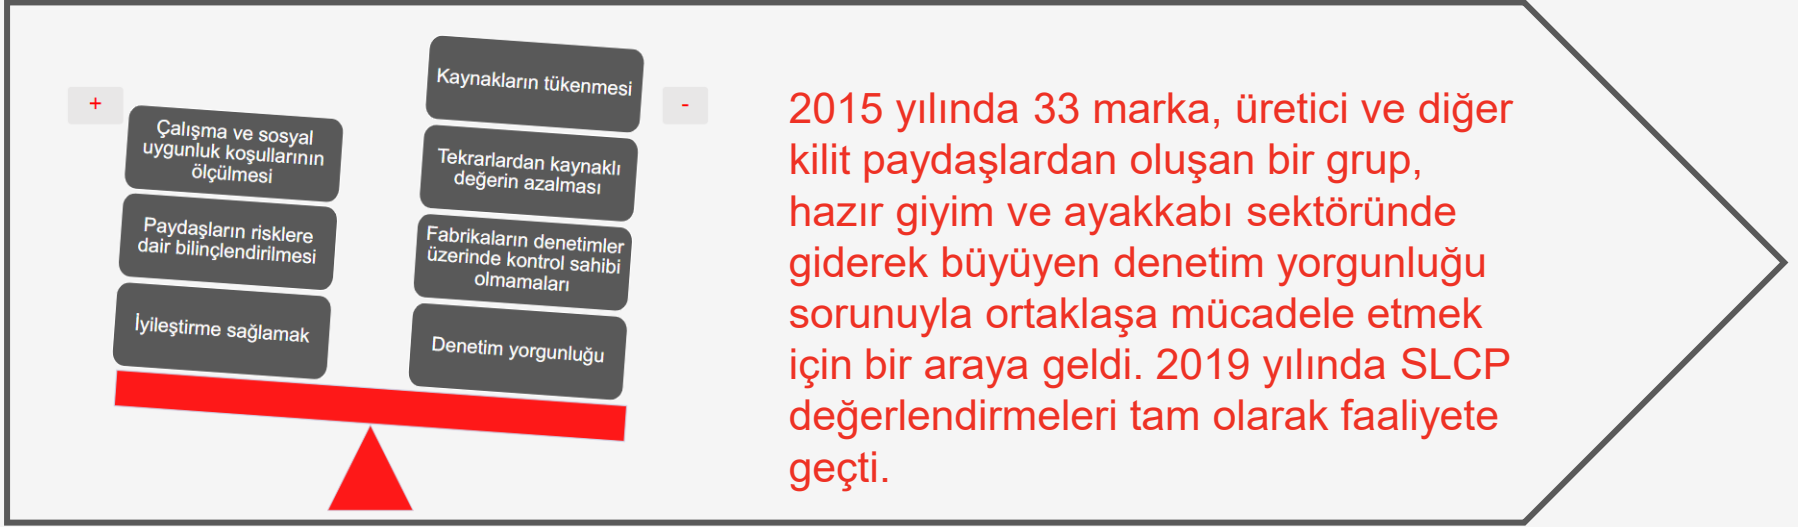 +
Çalışma ve sosyal
uygunluk koşullarının
ölçülmesi
Paydaşların risklere
dair bilinçlendirilmesi
İyileştirme sağlamak
-
Kaynakların tükenmesi
Tekrarlardan kaynaklı
değerin azalması
Fabrikaların denetimler
üzerinde kontrol sahibi
olmamaları
Denetim yorgunluğu
2015 yılında 33 marka, üretici ve diğer
kilit paydaşlardan oluşan bir grup,
hazır giyim ve ayakkabı sektöründe
giderek büyüyen denetim yorgunluğu
sorunuyla ortaklaşa mücadele etmek
için bir araya geldi. 2019 yılında SLCP
değerlendirmeleri tam olarak faaliyete
geçti.